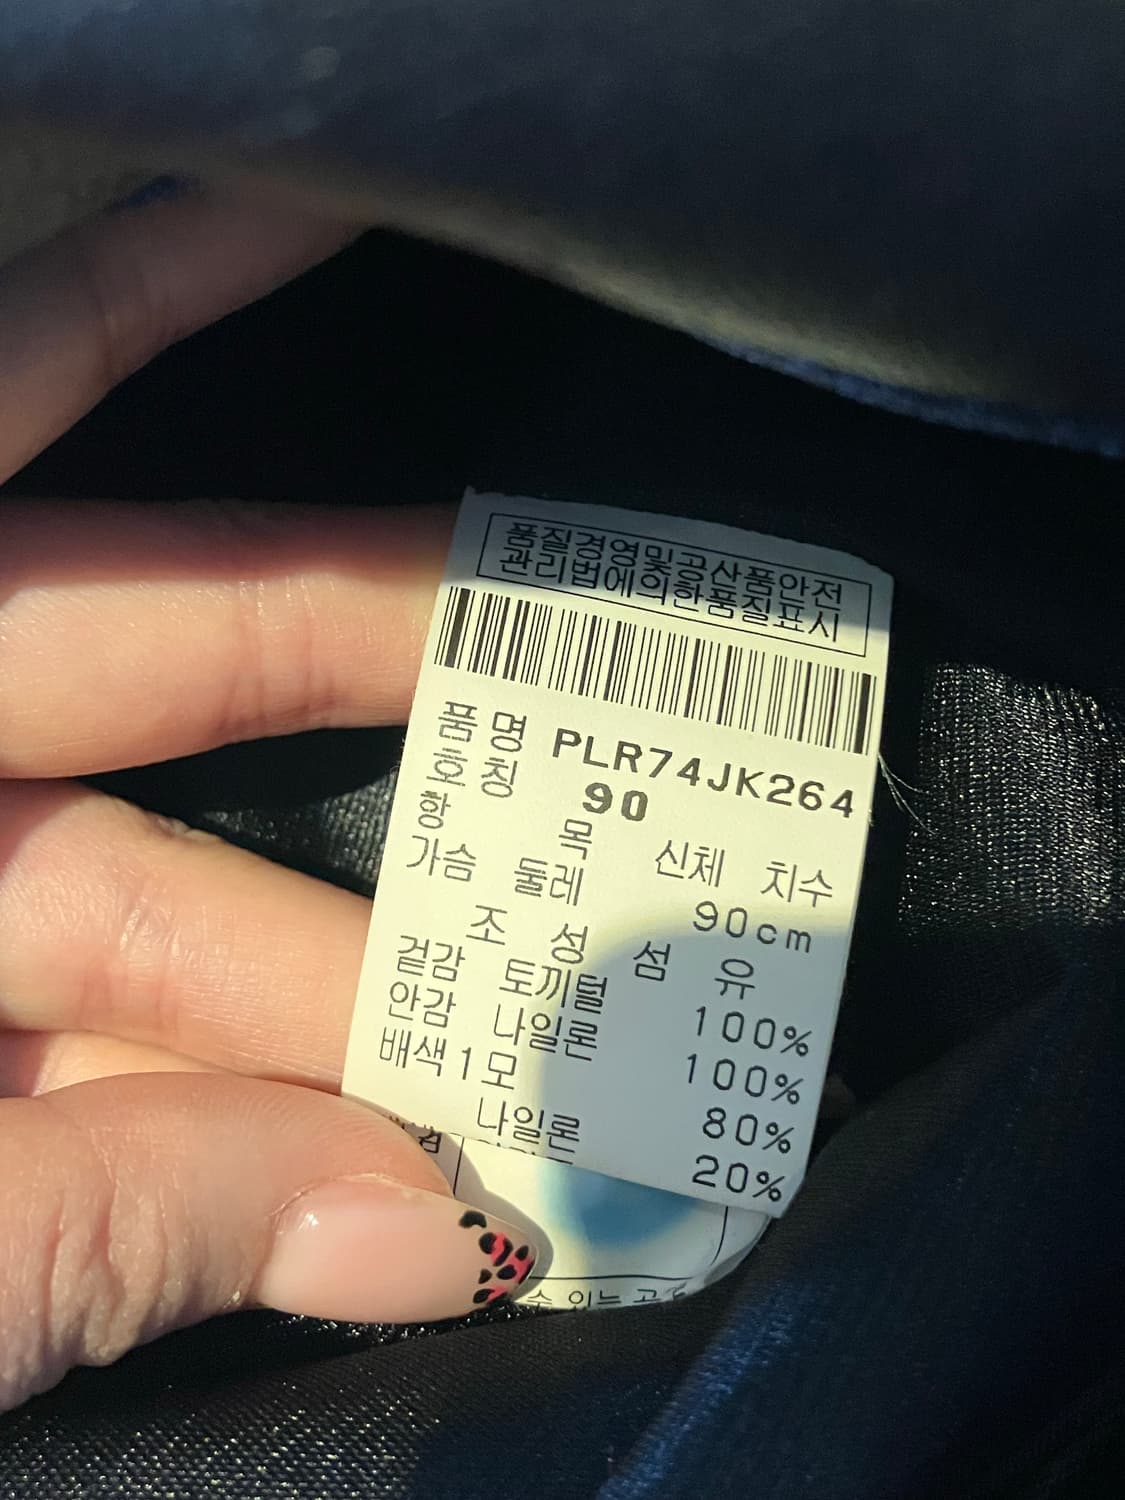 품질경영및공산품안전
관리법에의한품질표시
품 명 PLR74JK264
호 칭 90
항 목 신체 치수
가슴 둘레 90cm
조 성 섬 유
겉감 토끼털 100%
안감 나일론 100%
배색1모 80%
나일론 20%
수 있는